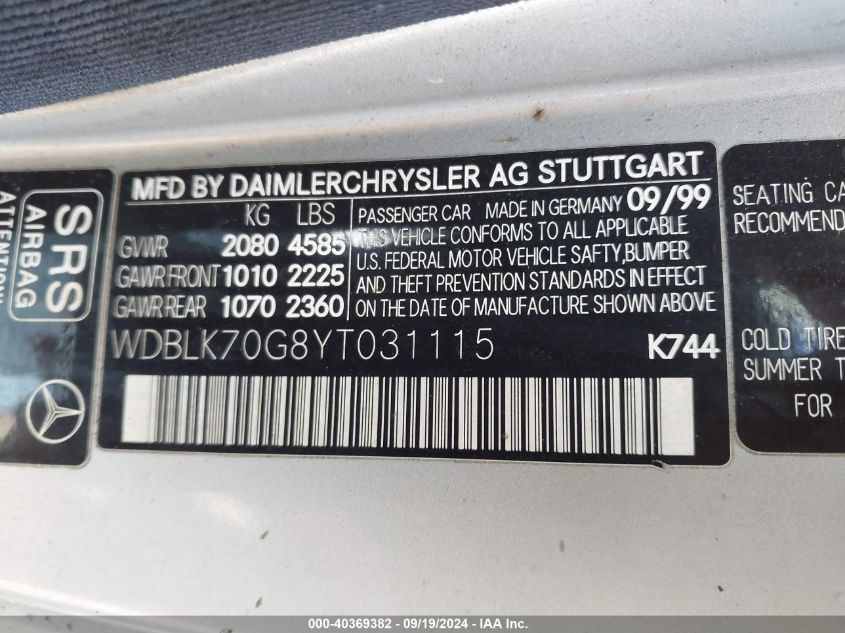 ATTENTION:
SRS
AIRBAG
MFD BY DAIMLERCHRYSLER AG STUTTGART
KG LBS
GVWR 2080 4585
GAWR FRONT 1010 2225
GAWR REAR 1070 2360
PASSENGER CAR MADE IN GERMANY 09/99
THIS VEHICLE CONFORMS TO ALL APPLICABLE
U.S. FEDERAL MOTOR VEHICLE SAFTY,BUMPER
AND THEFT PREVENTION STANDARDS IN EFFECT
ON THE DATE OF MANUFACTURE SHOWN ABOVE
WDBLK70G8YT031115 K744
SEATING CA
RECOMMEND
COLD TIRE
SUMMER T
FOR
000-40369382 - 09/19/2024 - IAA Inc.